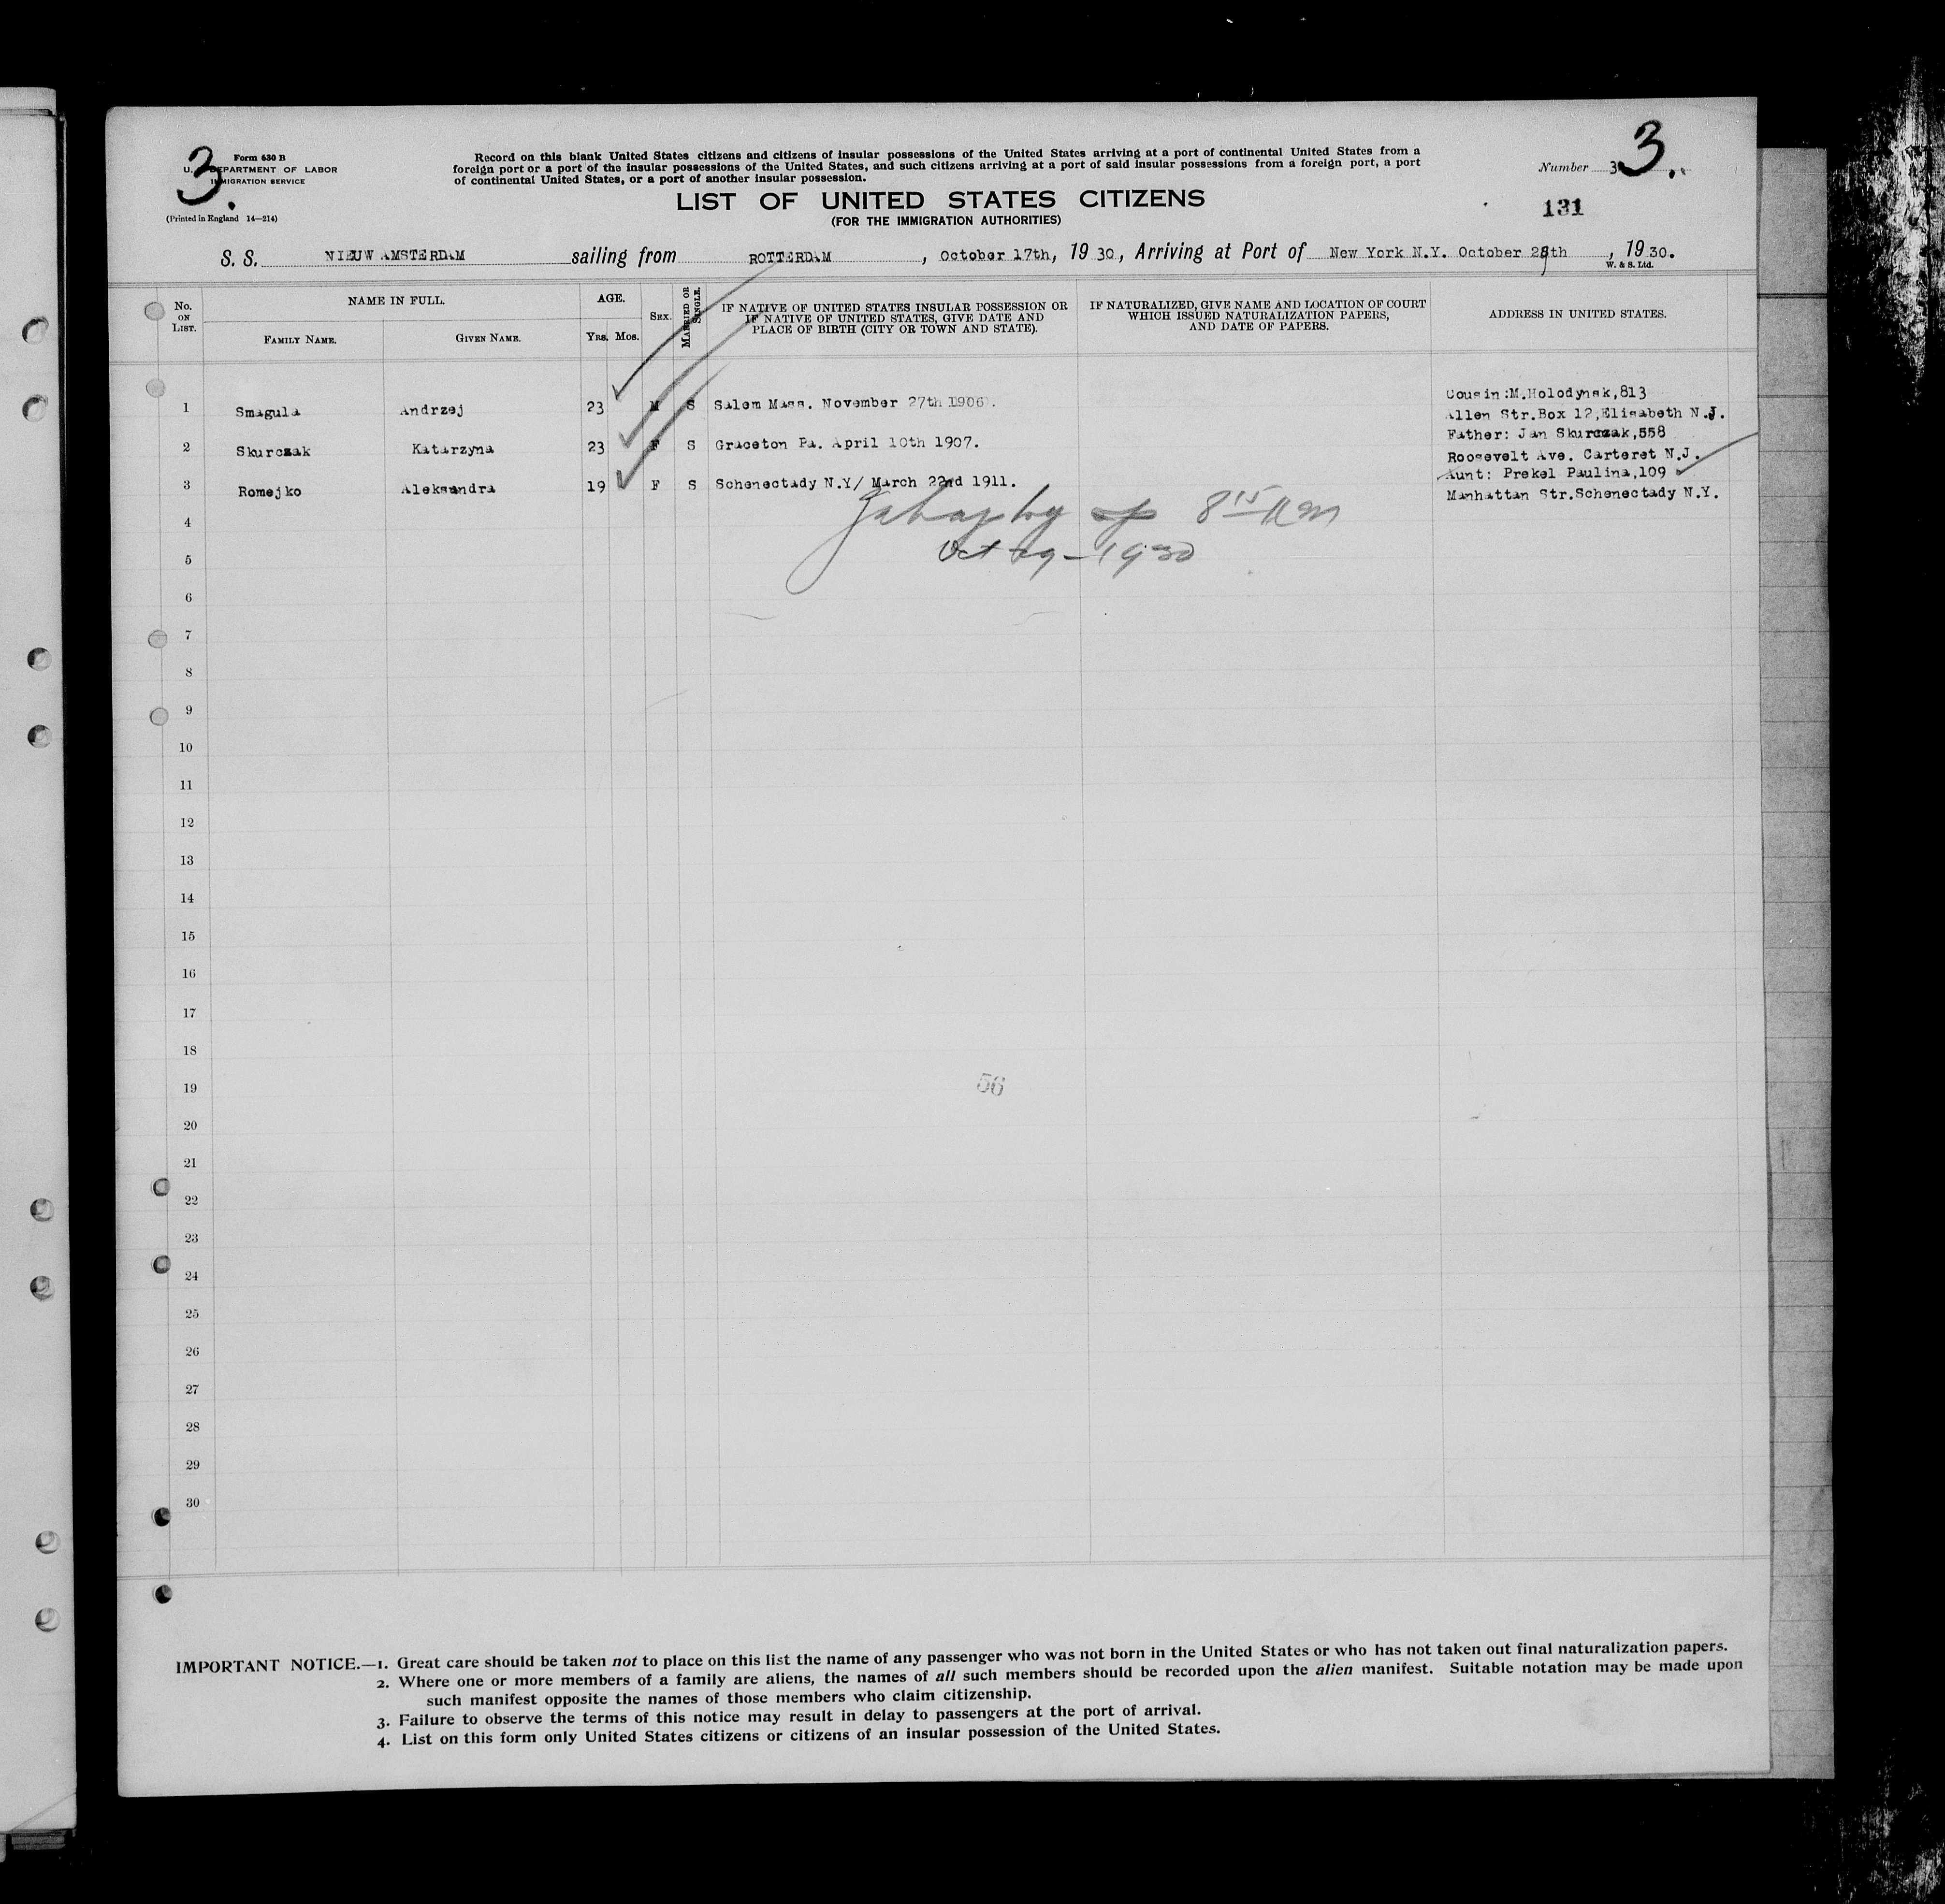 3.
Form 630 B
U. S. DEPARTMENT OF LABOR
IMMIGRATION SERVICE
(Printed in England 14—214)
Record on this blank United States citizens and citizens of insular possessions of the United States arriving at a port of continental United States from a
foreign port or a port of the insular possessions of the United States, and such citizens arriving at a port of said insular possessions from a foreign port, a port
of continental United States, or a port of another insular possession.
LIST OF UNITED STATES CITIZENS
(FOR THE IMMIGRATION AUTHORITIES)
Number 3 3.
131
S. S. NIEUW AMSTERDAM sailing from ROTTERDAM, October 17th, 19 30, Arriving at Port of New York N.Y. October 29th, 19 30.
W. & S. Ltd.
No. ON LIST.
NAME IN FULL.
FAMILY NAME. GIVEN NAME.
AGE.
YRS. MOS.
SEX.
MARRIED OR SINGLE.
IF NATIVE OF UNITED STATES INSULAR POSSESSION OR
IF NATIVE OF UNITED STATES, GIVE DATE AND
PLACE OF BIRTH (CITY OR TOWN AND STATE).
IF NATURALIZED, GIVE NAME AND LOCATION OF COURT
WHICH ISSUED NATURALIZATION PAPERS,
AND DATE OF PAPERS.
ADDRESS IN UNITED STATES.
1 Smagula Andrzej 23 M S Salem Mass. November 27th 1906. Cousin:M.Holodynsk,813
Allen Str.Box 12,Elisabeth N.J.
2 Skurczak Katarzyna 23 F S Graceton Pa. April 10th 1907. Father: Jan Skurczak,558
Roosevelt Ave. Carteret N.J.
3 Romejko Aleksandra 19 F S Schenectady N.Y/ March 22nd 1911. Aunt: Prekel Paulina,109
Manhattan Str.Schenectady N.Y.
8 15 AM
4
Oct 29-1930
5
6
7
8
9
10
11
12
13
14
15
16
17
18
19
56
20
21
22
23
24
25
26
27
28
29
30
IMPORTANT NOTICE.—1. Great care should be taken not to place on this list the name of any passenger who was not born in the United States or who has not taken out final naturalization papers.
2. Where one or more members of a family are aliens, the names of all such members should be recorded upon the alien manifest. Suitable notation may be made upon
such manifest opposite the names of those members who claim citizenship.
3. Failure to observe the terms of this notice may result in delay to passengers at the port of arrival.
4. List on this form only United States citizens or citizens of an insular possession of the United States.